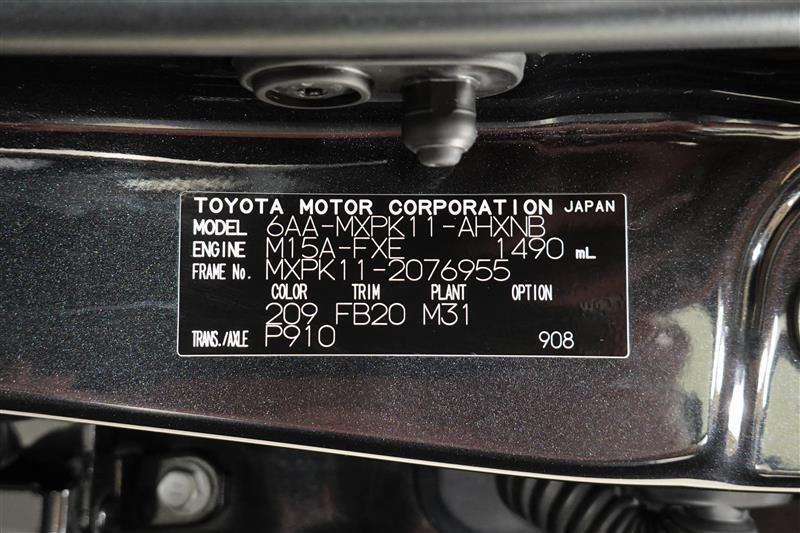 TOYOTA MOTOR CORPORATION JAPAN
MODEL 6AA-MXPK11-AHXNB
ENGINE M15A-FXE 1490 mL
FRAME No. MXPK11-2076955
COLOR TRIM PLANT OPTION
209 FB20 M31
TRANS./AXLE P910 908